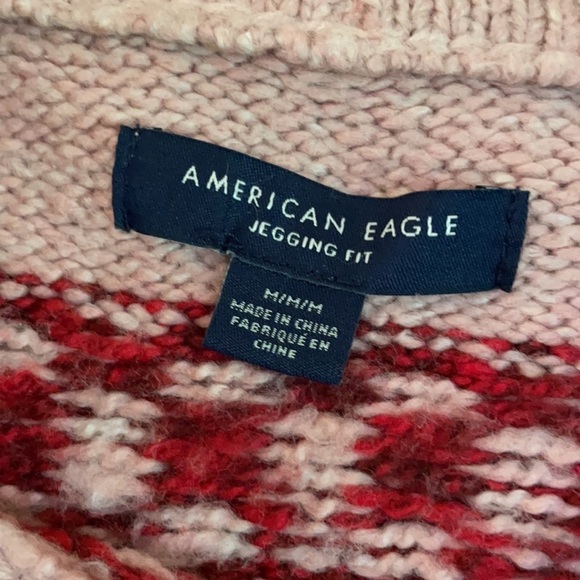 AMERICAN EAGLE
JEGGING FIT
M/M/M
MADE IN CHINA
FABRIQUÉ EN
CHINE